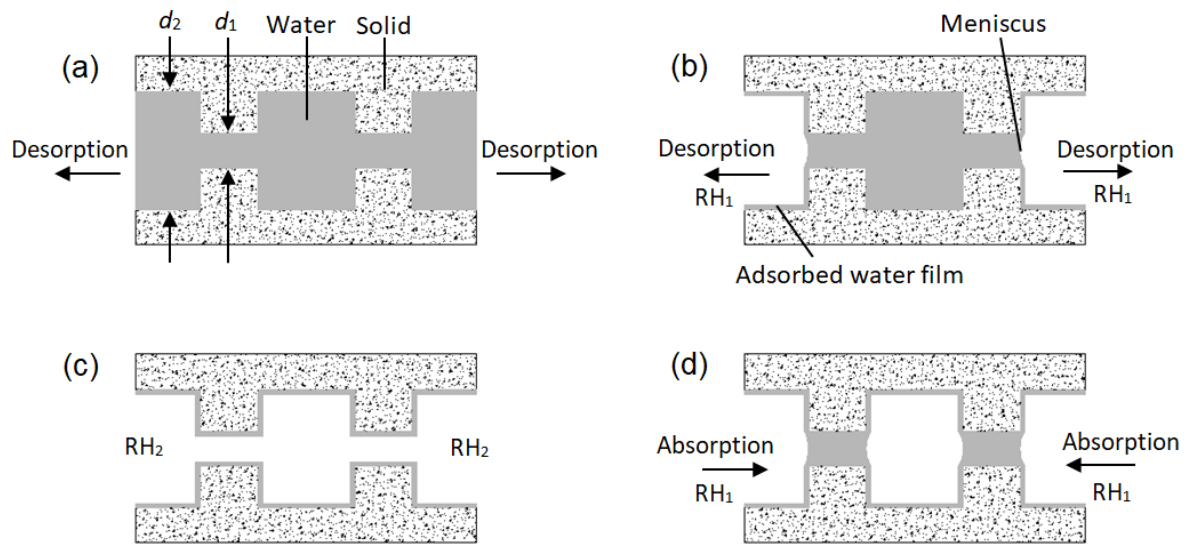 d2 d1 Water Solid
(a)
Desorption Desorption
Meniscus
(b)
Desorption Desorption
RH1 RH1
Adsorbed water film
(c)
RH2 RH2
(d)
Absorption Absorption
RH1 RH1